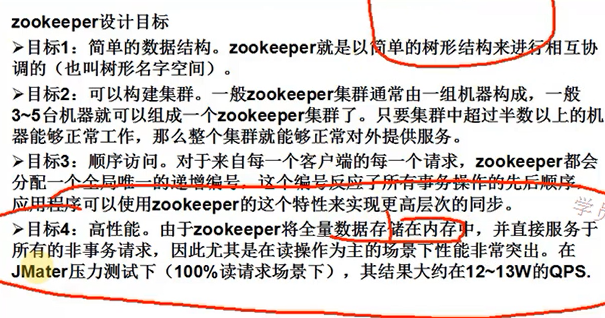 zookeeper设计目标
➢目标1：简单的数据结构。zookeeper就是以简单的树形结构来进行相互协
调的（也叫树形名字空间）。
➢目标2：可以构建集群。一般zookeeper集群通常由一组机器构成，一般
3~5台机器就可以组成一个zookeeper集群了。只要集群中超过半数以上的机
器能够正常工作，那么整个集群就能够正常对外提供服务。
➢目标3：顺序访问。对于来自每一个客户端的每一个请求，zookeeper都会
分配一个全局唯一的递增编号，这个编号反应了所有事务操作的先后顺序，
应用程序可以使用zookeeper的这个特性来实现更高层次的同步。
学员
➢目标4：高性能。由于zookeeper将全量数据存储在内存中，并直接服务于
所有的非事务请求，因此尤其是在读操作为主的场景下性能非常突出。在
JMater压力测试下（100%读请求场景下），其结果大约在12~13W的QPS.